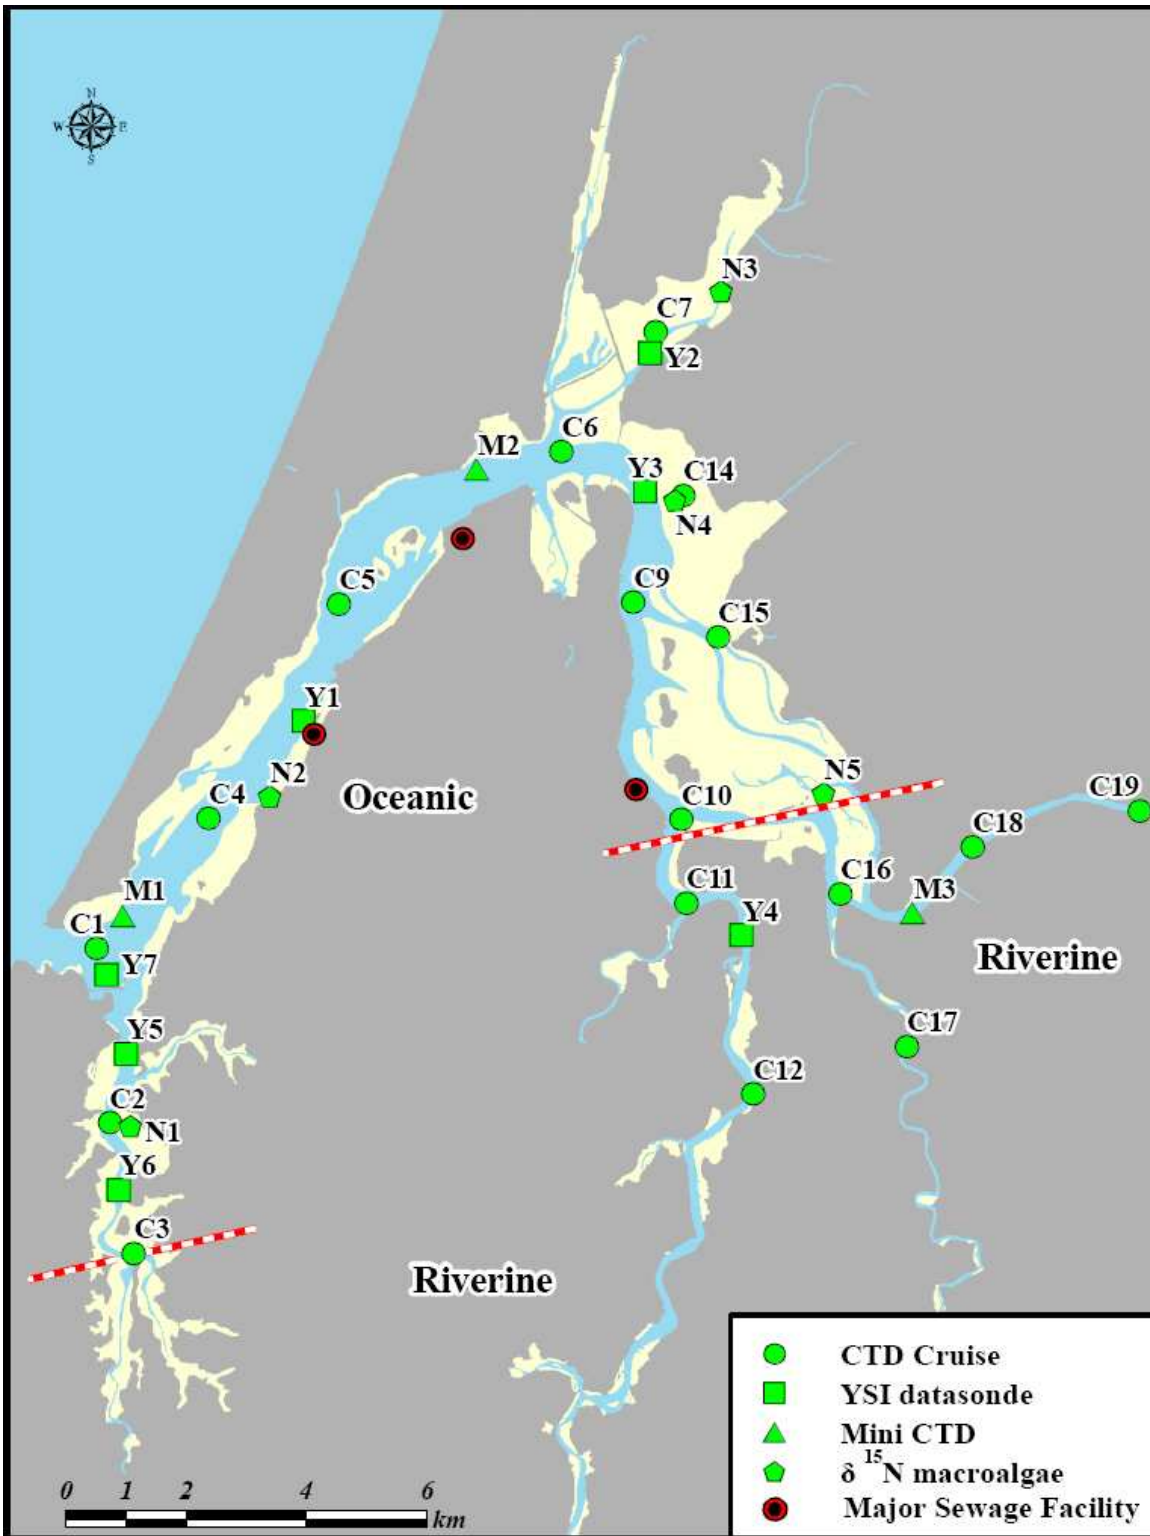 N
W E
S
N3
C7
Y2
C6
M2
Y3
C14
N4
C5
C9
C15
Y1
N2
N5
C4
Oceanic
C10
C19
C18
M1
C11
C16
M3
C1
Y4
Y7
Riverine
Y5
C17
C2
C12
N1
Y6
C3
Riverine
CTD Cruise
YSI datasonde
Mini CTD
δ ¹⁵N macroalgae
Major Sewage Facility
0 1 2 4 6
km